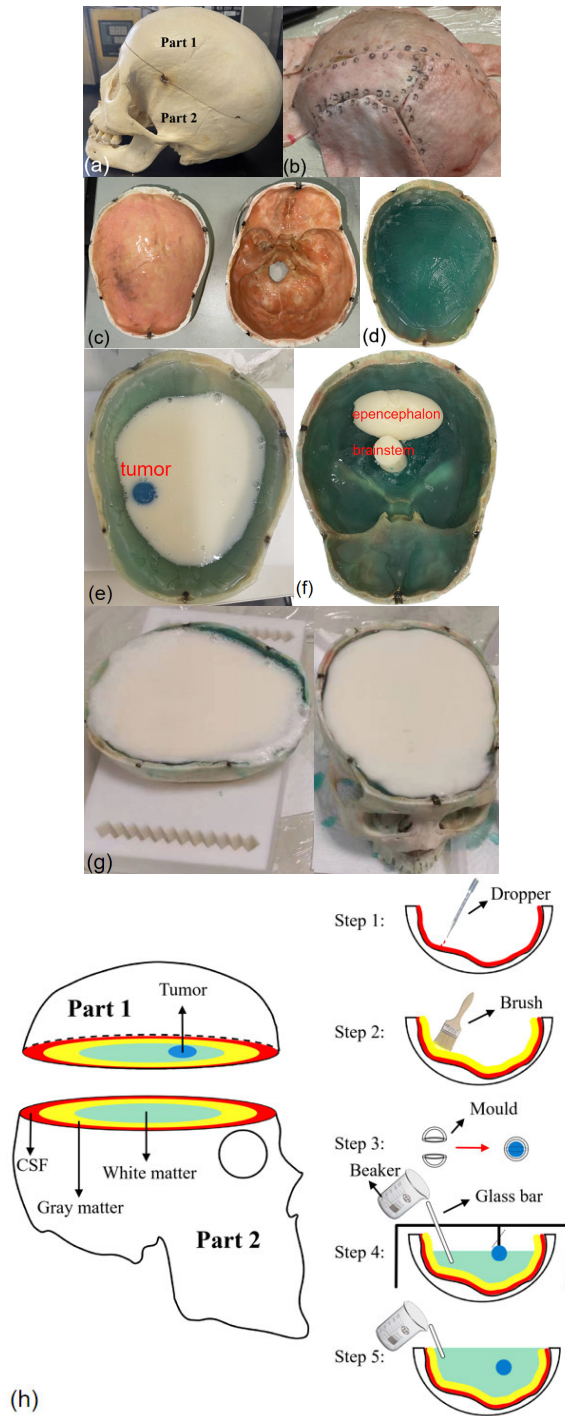 Part 1
Part 2
(a)
(b)
(c)
(d)
tumor
(e)
epencephalon
brainstem
(f)
(g)
Part 1
Tumor
CSF
Gray matter
White matter
Part 2
Step 1:
Dropper
Step 2:
Brush
Step 3:
Mould
Beaker
Glass bar
Step 4:
Step 5:
(h)